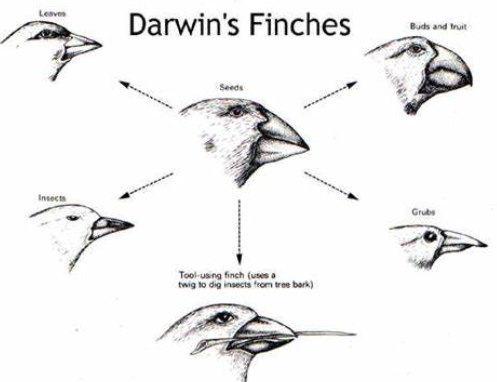 Darwin's Finches
Leaves
Buds and fruit
Seeds
Insects
Grubs
Tool-using finch (uses a
twig to dig insects from tree bark)